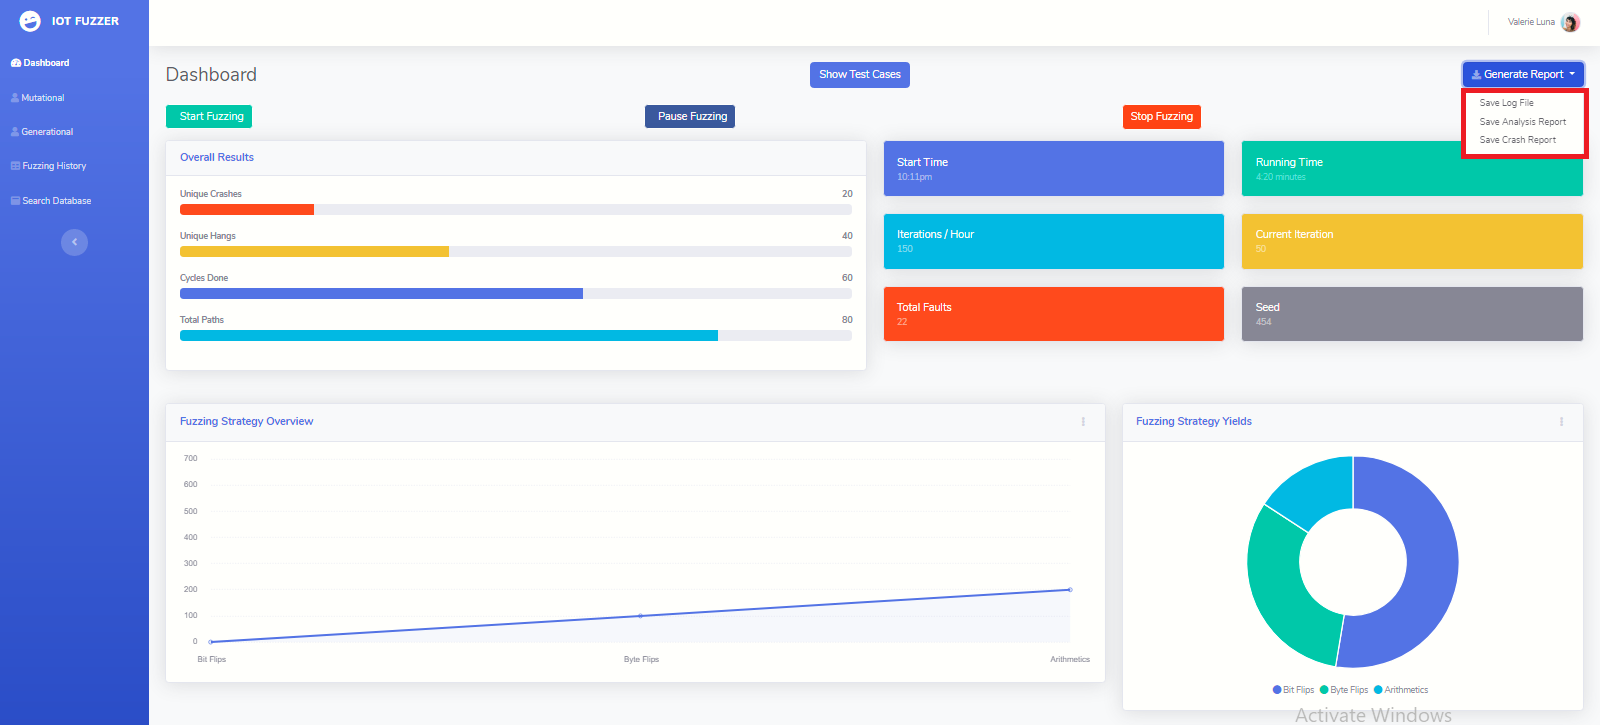 IOT FUZZER
Valerie Luna
Dashboard
Mutational
Generational
Fuzzing History
Search Database
Dashboard
Show Test Cases
Generate Report
Save Log File
Save Analysis Report
Save Crash Report
Start Fuzzing
Pause Fuzzing
Stop Fuzzing
Overall Results
Unique Crashes 20
Unique Hangs 40
Cycles Done 60
Total Paths 80
Start Time
10:11pm
Running Time
4:20 minutes
Iterations / Hour
150
Current Iteration
50
Total Faults
22
Seed
454
Fuzzing Strategy Overview
700
600
500
400
300
200
100
0
Bit Flips Byte Flips Arithmetics
Fuzzing Strategy Yields
Bit Flips Byte Flips Arithmetics
Activate Windows